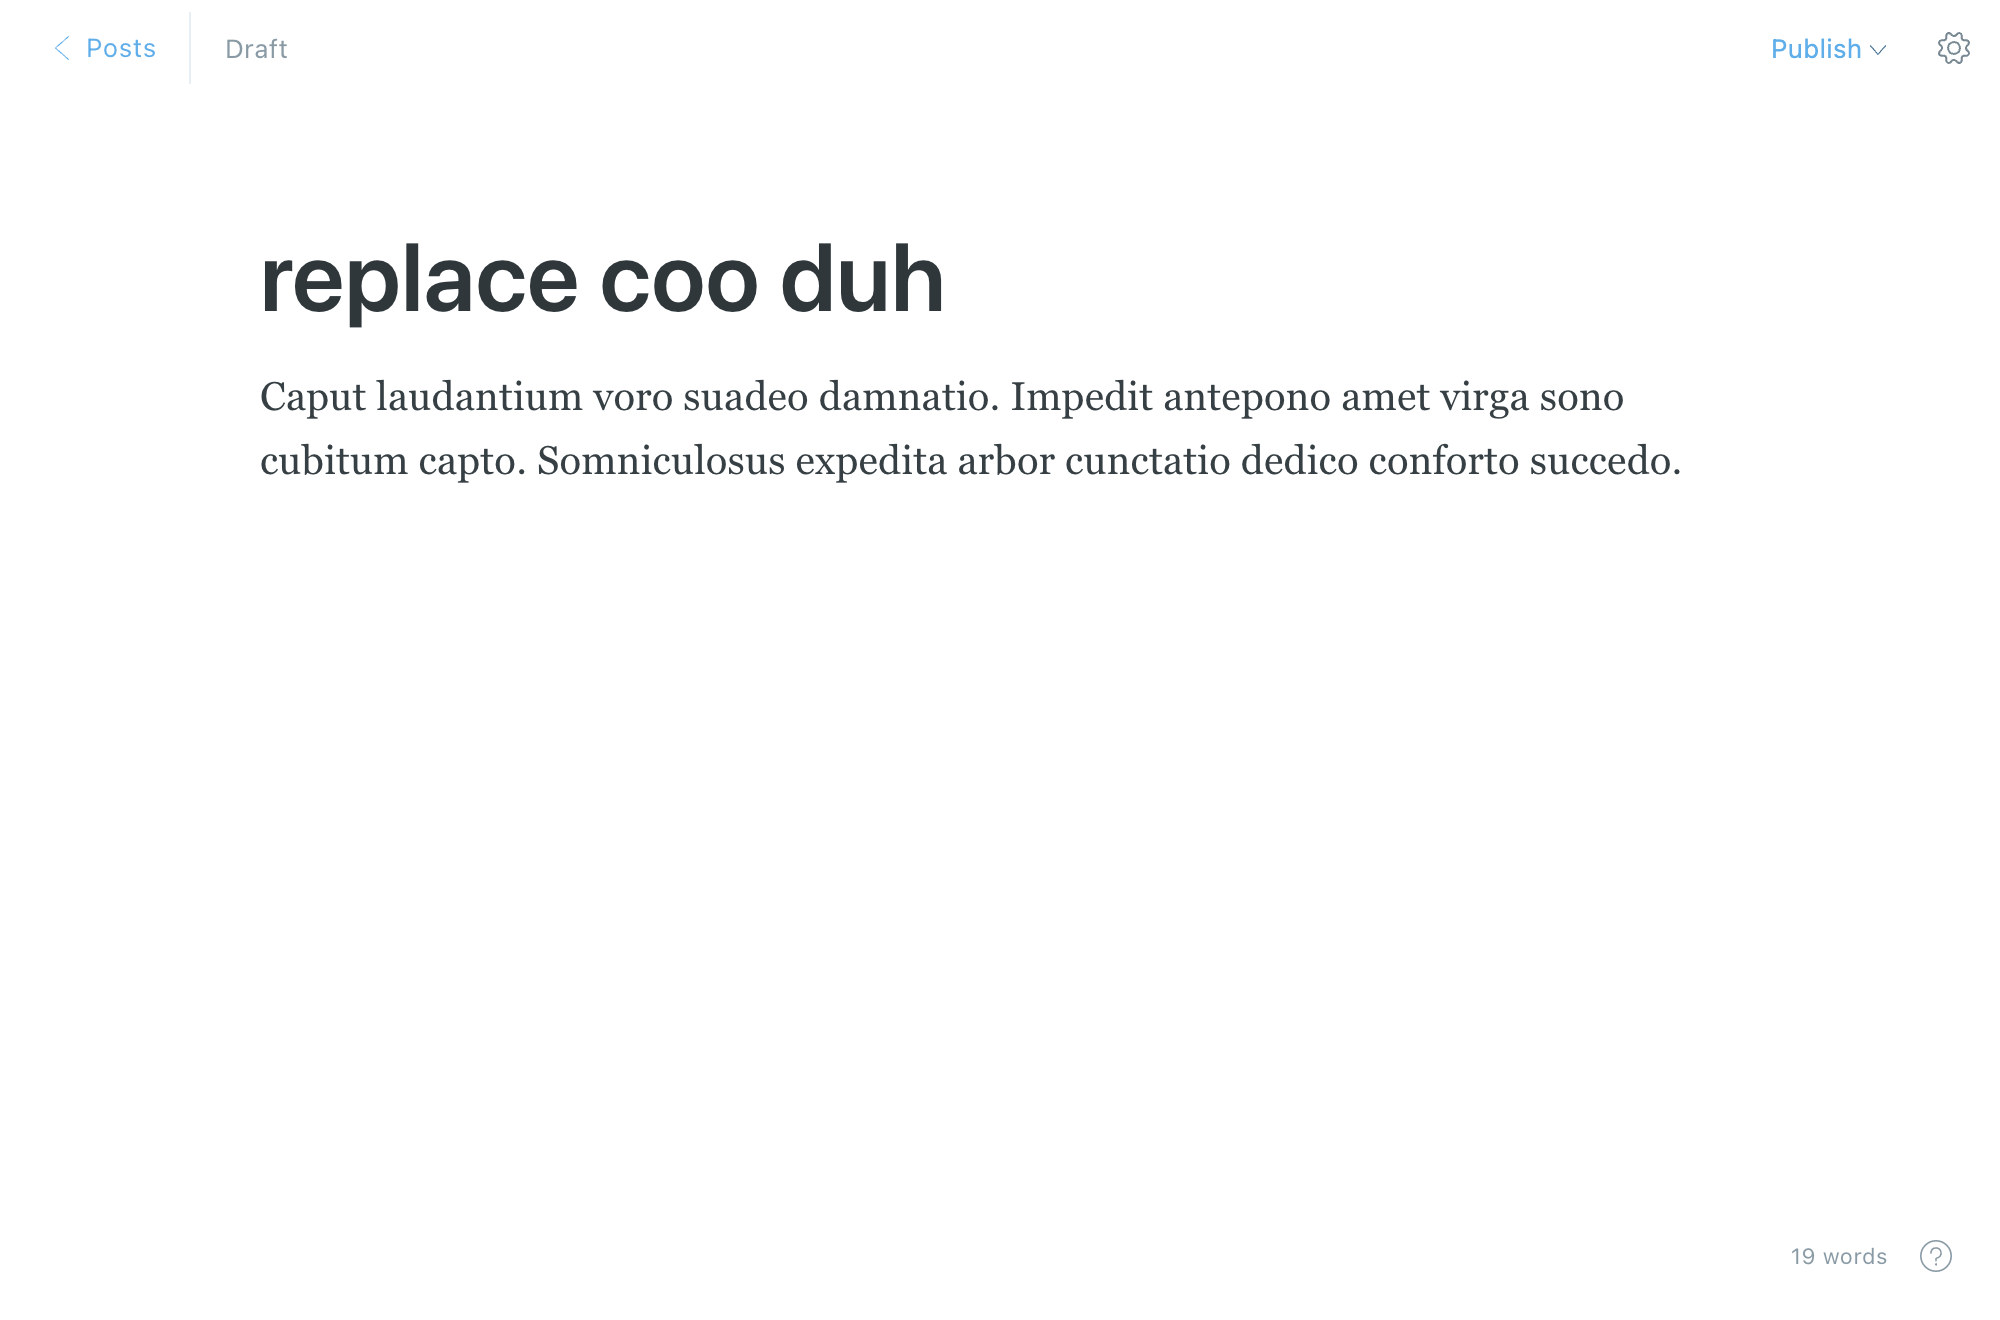 Posts
Draft
Publish
replace coo duh
Caput laudantium voro suadeo damnatio. Impedit antepono amet virga sono
cubitum capto. Somniculosus expedita arbor cunctatio dedico conforto succedo.
19 words
?